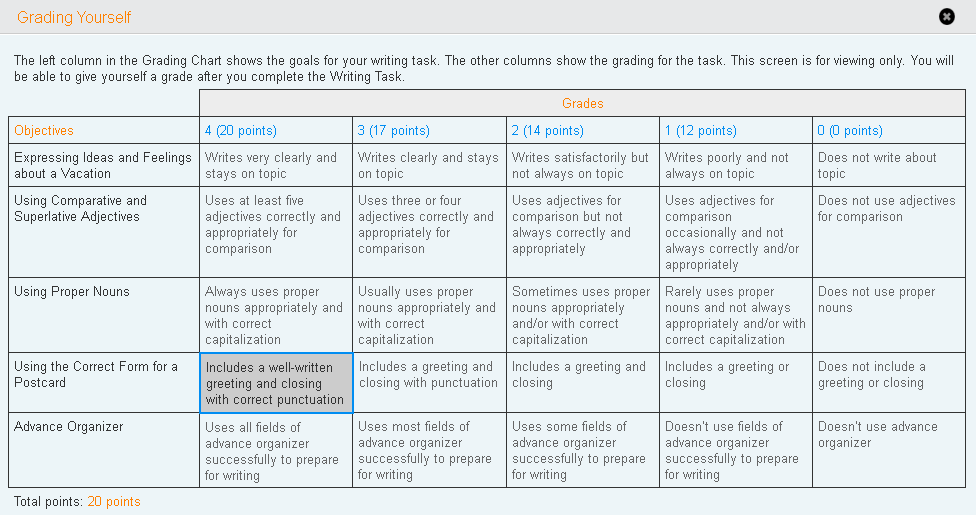 Grading Yourself
The left column in the Grading Chart shows the goals for your writing task. The other columns show the grading for the task. This screen is for viewing only. You will
be able to give yourself a grade after you complete the Writing Task.
Grades
Objectives
4 (20 points)
3 (17 points)
2 (14 points)
1 (12 points)
0 (0 points)
Expressing Ideas and Feelings
about a Vacation
Writes very clearly and
stays on topic
Writes clearly and stays
on topic
Writes satisfactorily but
not always on topic
Writes poorly and not
always on topic
Does not write about
topic
Using Comparative and
Superlative Adjectives
Uses at least five
adjectives correctly and
appropriately for
comparison
Uses three or four
adjectives correctly and
appropriately for
comparison
Uses adjectives for
comparison but not
always correctly and
appropriately
Uses adjectives for
comparison
occasionally and not
always correctly and/or
appropriately
Does not use adjectives
for comparison
Using Proper Nouns
Always uses proper
nouns appropriately and
with correct
capitalization
Usually uses proper
nouns appropriately and
with correct
capitalization
Sometimes uses proper
nouns appropriately
and/or with correct
capitalization
Rarely uses proper
nouns and not always
appropriately and/or with
correct capitalization
Does not use proper
nouns
Using the Correct Form for a
Postcard
Includes a well-written
greeting and closing
with correct punctuation
Includes a greeting and
closing with punctuation
Includes a greeting and
closing
Includes a greeting or
closing
Does not include a
greeting or closing
Advance Organizer
Uses all fields of
advance organizer
successfully to prepare
for writing
Uses most fields of
advance organizer
successfully to prepare
for writing
Uses some fields of
advance organizer
successfully to prepare
for writing
Doesn't use fields of
advance organizer
successfully to prepare
for writing
Doesn't use advance
organizer
Total points: 20 points